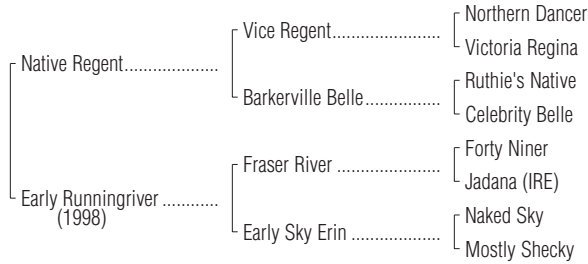 Northern Dancer
Vice Regent....................
Victoria Regina
Native Regent..................
Ruthie's Native
Barkerville Belle ..............
Celebrity Belle
Forty Niner
Fraser River ....................
Jadana (IRE)
Early Runningriver ............
(1998)
Naked Sky
Early Sky Erin .................
Mostly Shecky